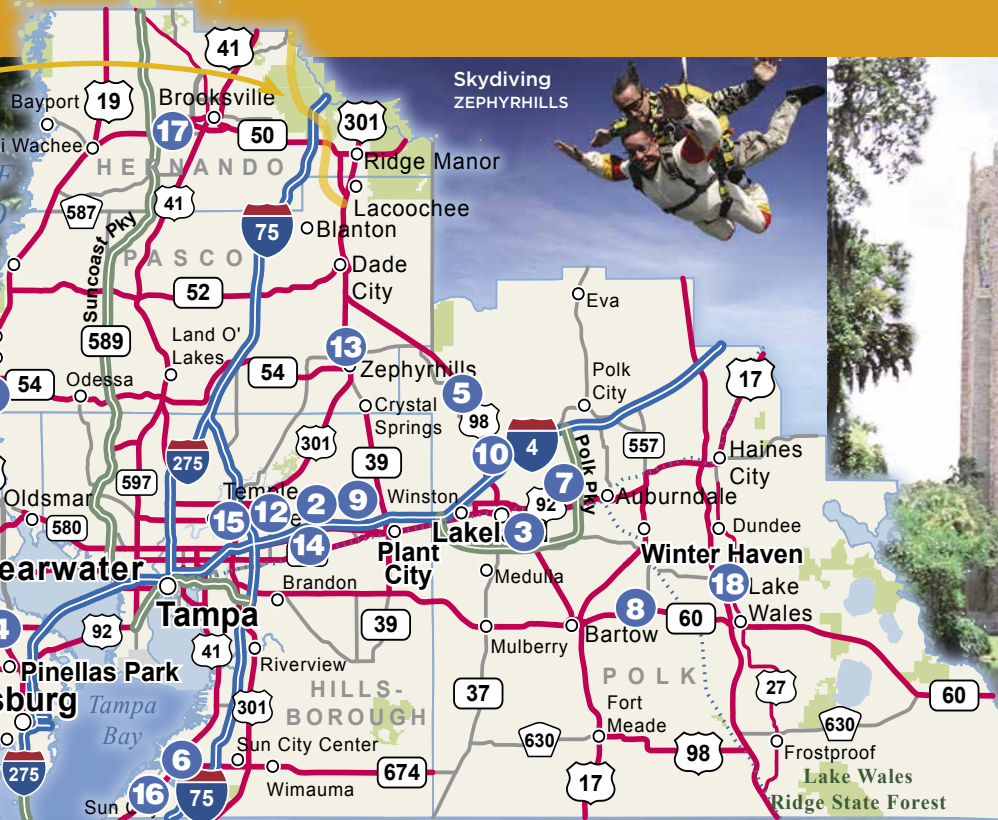 41
Skydiving
ZEPHYRHILLS
Bayport
19
Brooksville
301
17
50
i Wachee
Ridge Manor
HERNANDO
587
41
Lacoochee
75
Blanton
Suncoast Pky
PASCO
Dade
City
52
Eva
589
Land O'
Lakes
13
54
Odessa
54
Zephyrhills
5
Polk
City
17
Crystal
Springs
98
301
39
10
4
Polk Pky
557
Haines
City
275
597
7
Oldsmar
580
Temple
15
12
2
9
Winston
92
Auburndale
14
Plant
City
3
Dundee
earwater
Winter Haven
Brandon
Medulla
18
Lake
Wales
Tampa
8
60
4
92
39
Mulberry
Bartow
41
Riverview
Pinellas Park
sburg
Tampa
Bay
301
HILLS-
BOROUGH
37
POLK
27
60
Fort
Meade
630
630
98
Frostproof
Sun City Center
6
674
Wimauma
275
16
75
17
Sun
Lake Wales
Ridge State Forest